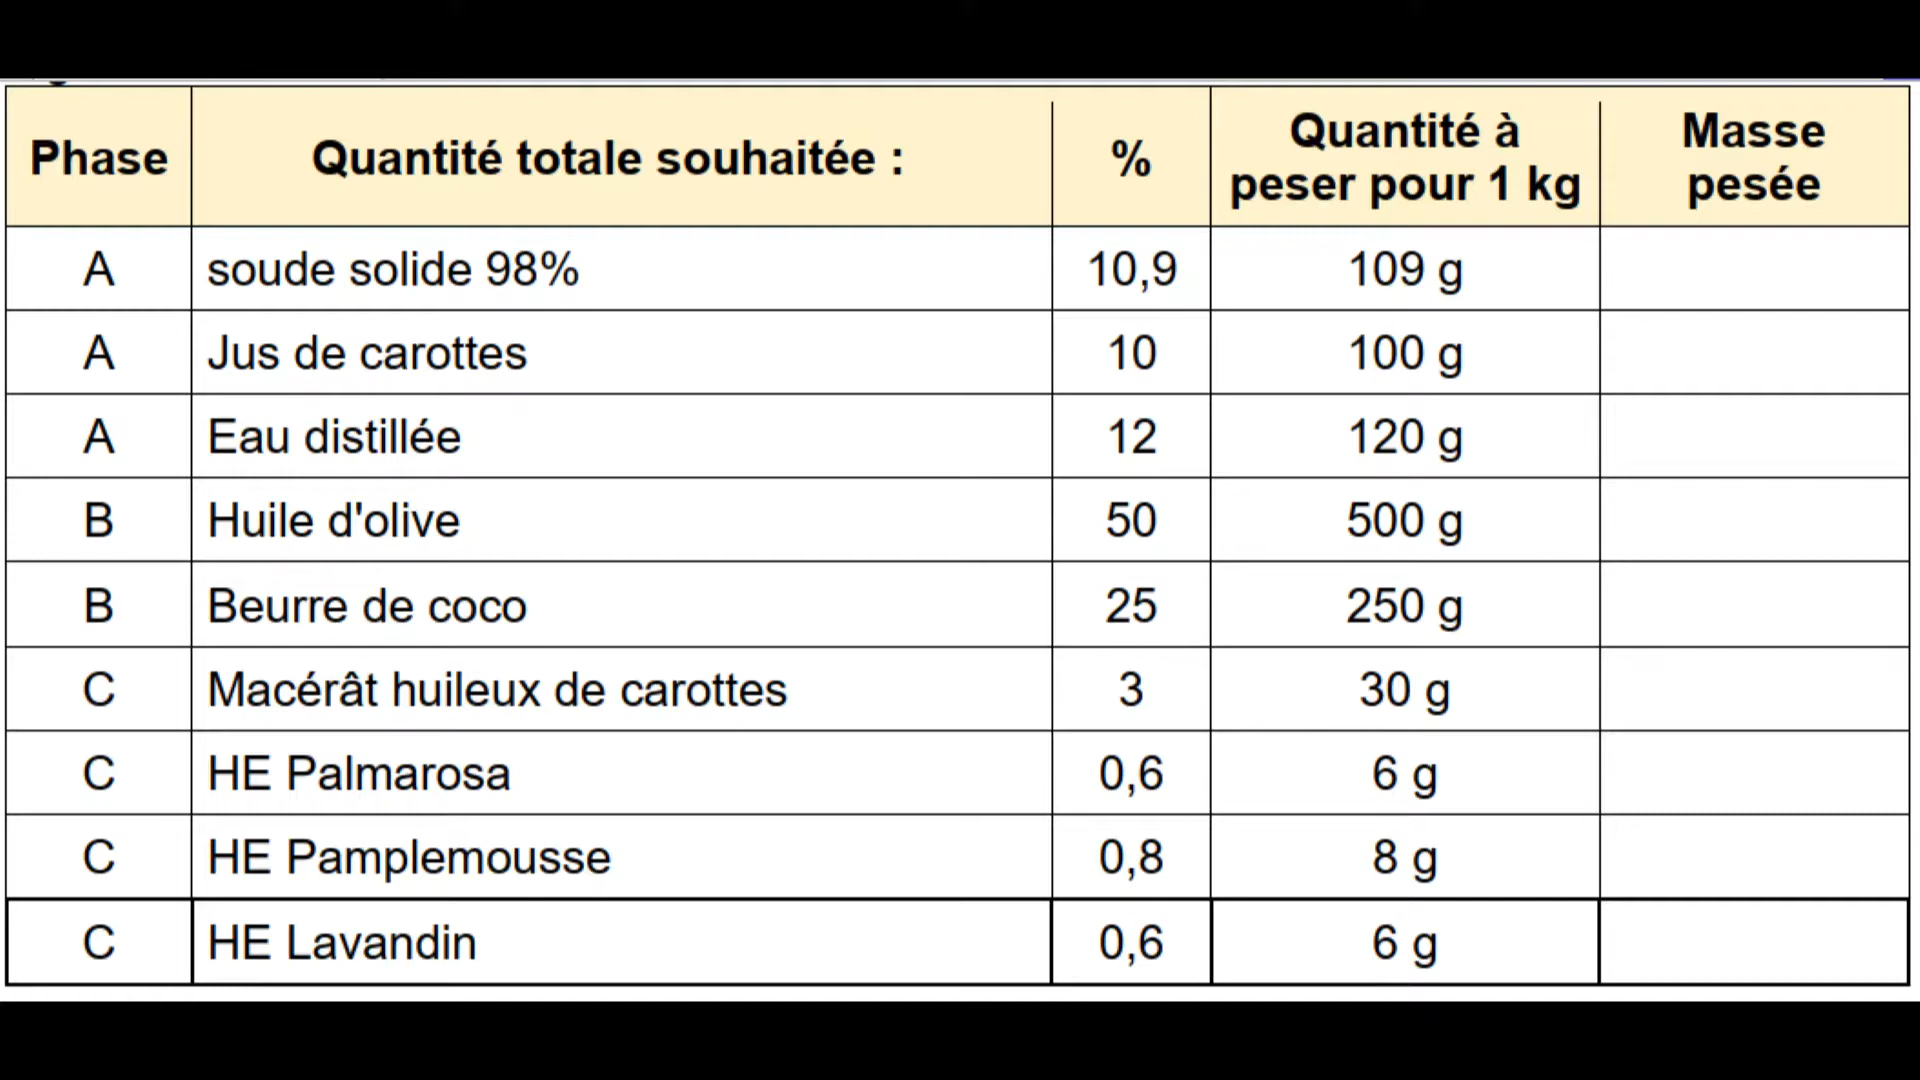 Phase Quantité totale souhaitée : % Quantité à peser pour 1 kg Masse pesée
A soude solide 98% 10,9 109 g
A Jus de carottes 10 100 g
A Eau distillée 12 120 g
B Huile d'olive 50 500 g
B Beurre de coco 25 250 g
C Macérât huileux de carottes 3 30 g
C HE Palmarosa 0,6 6 g
C HE Pamplemousse 0,8 8 g
C HE Lavandin 0,6 6 g